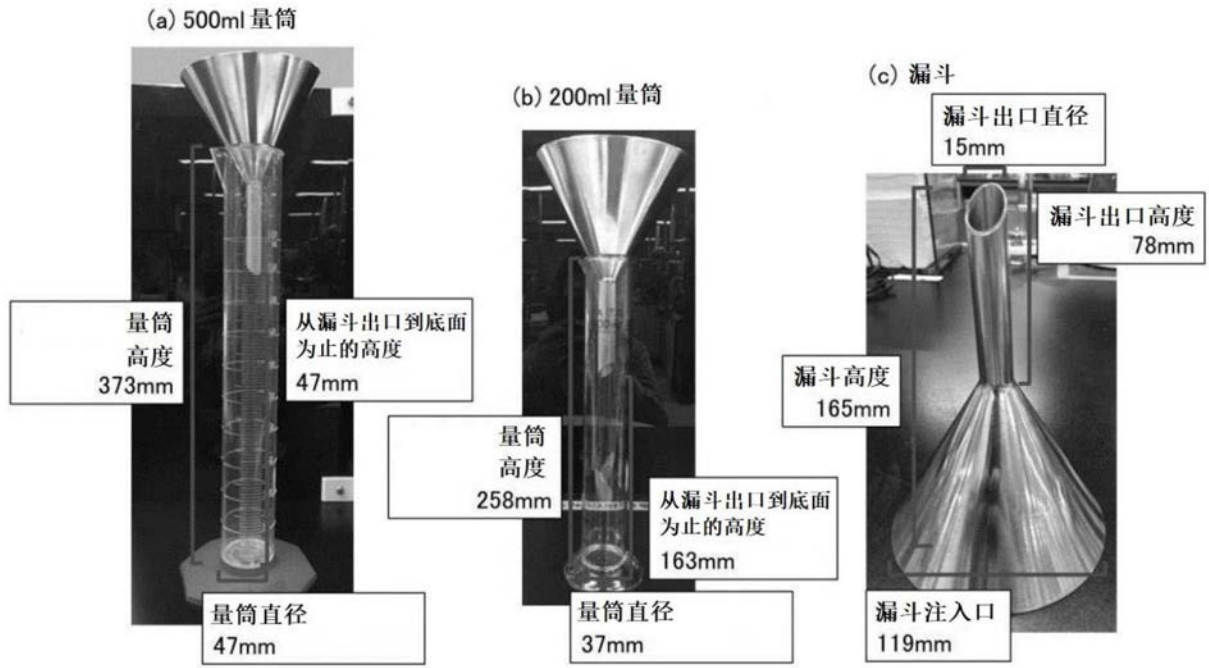 (a) 500ml 量筒
量筒
高度
373mm
从漏斗出口到底面
为止的高度
47mm
量筒直径
47mm
(b) 200ml 量筒
量筒
高度
258mm
从漏斗出口到底面
为止的高度
163mm
量筒直径
37mm
(c) 漏斗
漏斗出口直径
15mm
漏斗出口高度
78mm
漏斗高度
165mm
漏斗注入口
119mm